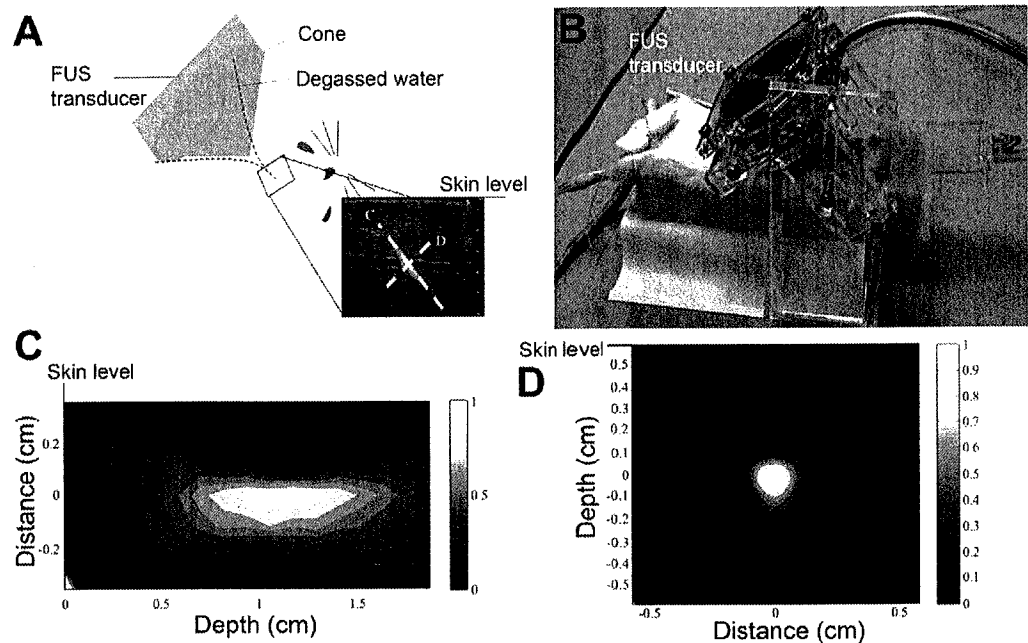 A
Cone
Degassed water
FUS
transducer
Skin level
C
D
B
FUS
transducer
C
Skin level
Distance (cm)
0.2
0
-0.2
0
0.5
1
1.5
Depth (cm)
1
0.5
0
Skin level
D
Depth (cm)
0.5
0.4
0.3
0.2
0.1
0
-0.1
-0.2
-0.3
-0.4
-0.5
-0.5
0
0.5
Distance (cm)
1
0.9
0.8
0.7
0.6
0.5
0.4
0.3
0.2
0.1
0